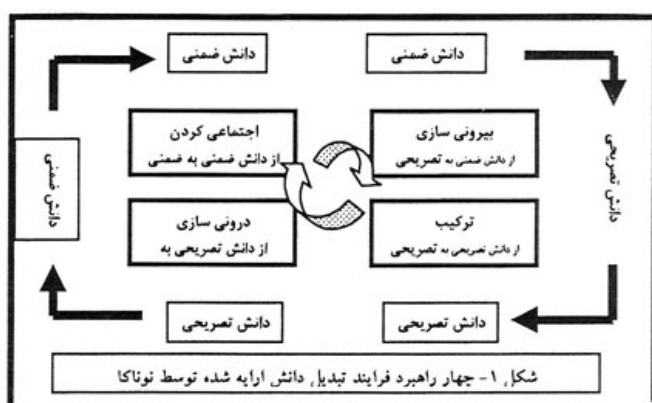 دانش ضمنی
دانش ضمنی
بیرونی سازی
از دانش ضمنی به تصریحی
اجتماعی کردن
از دانش ضمنی به ضمنی
دانش تصریحی
دانش ضمنی
ترکیب
از دانش تصریحی به تصریحی
درونی سازی
از دانش تصریحی به
دانش تصریحی
دانش تصریحی
شکل ۱- چهار راهبرد فرایند تبدیل دانش ارایه شده توسط نوناکا